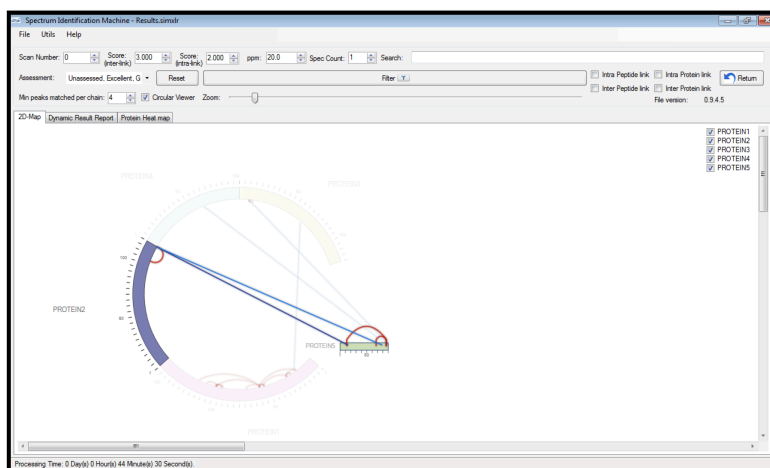 Spectrum Identification Machine - Results.simxlr
File Utils Help
Scan Number: 0 Score: (inter-link) 3.000 Score: (intra-link) 2.000 ppm: 20.0 Spec Count: 1 Search:
Assessment: Unassessed, Excellent, G Reset Filter Intra Peptide link Intra Protein link Return
Inter Peptide link Inter Protein link
Min peaks matched per chain: 4 Circular Viewer Zoom: File version: 0.9.4.5
2D-Map Dynamic Result Report Protein Heat map
PROTEIN1
PROTEIN2
PROTEIN3
PROTEIN4
PROTEIN5
100
PROTEIN2
1
PROTEIN5
Processing Time: 0 Day(s) 0 Hour(s) 44 Minute(s) 30 Second(s).